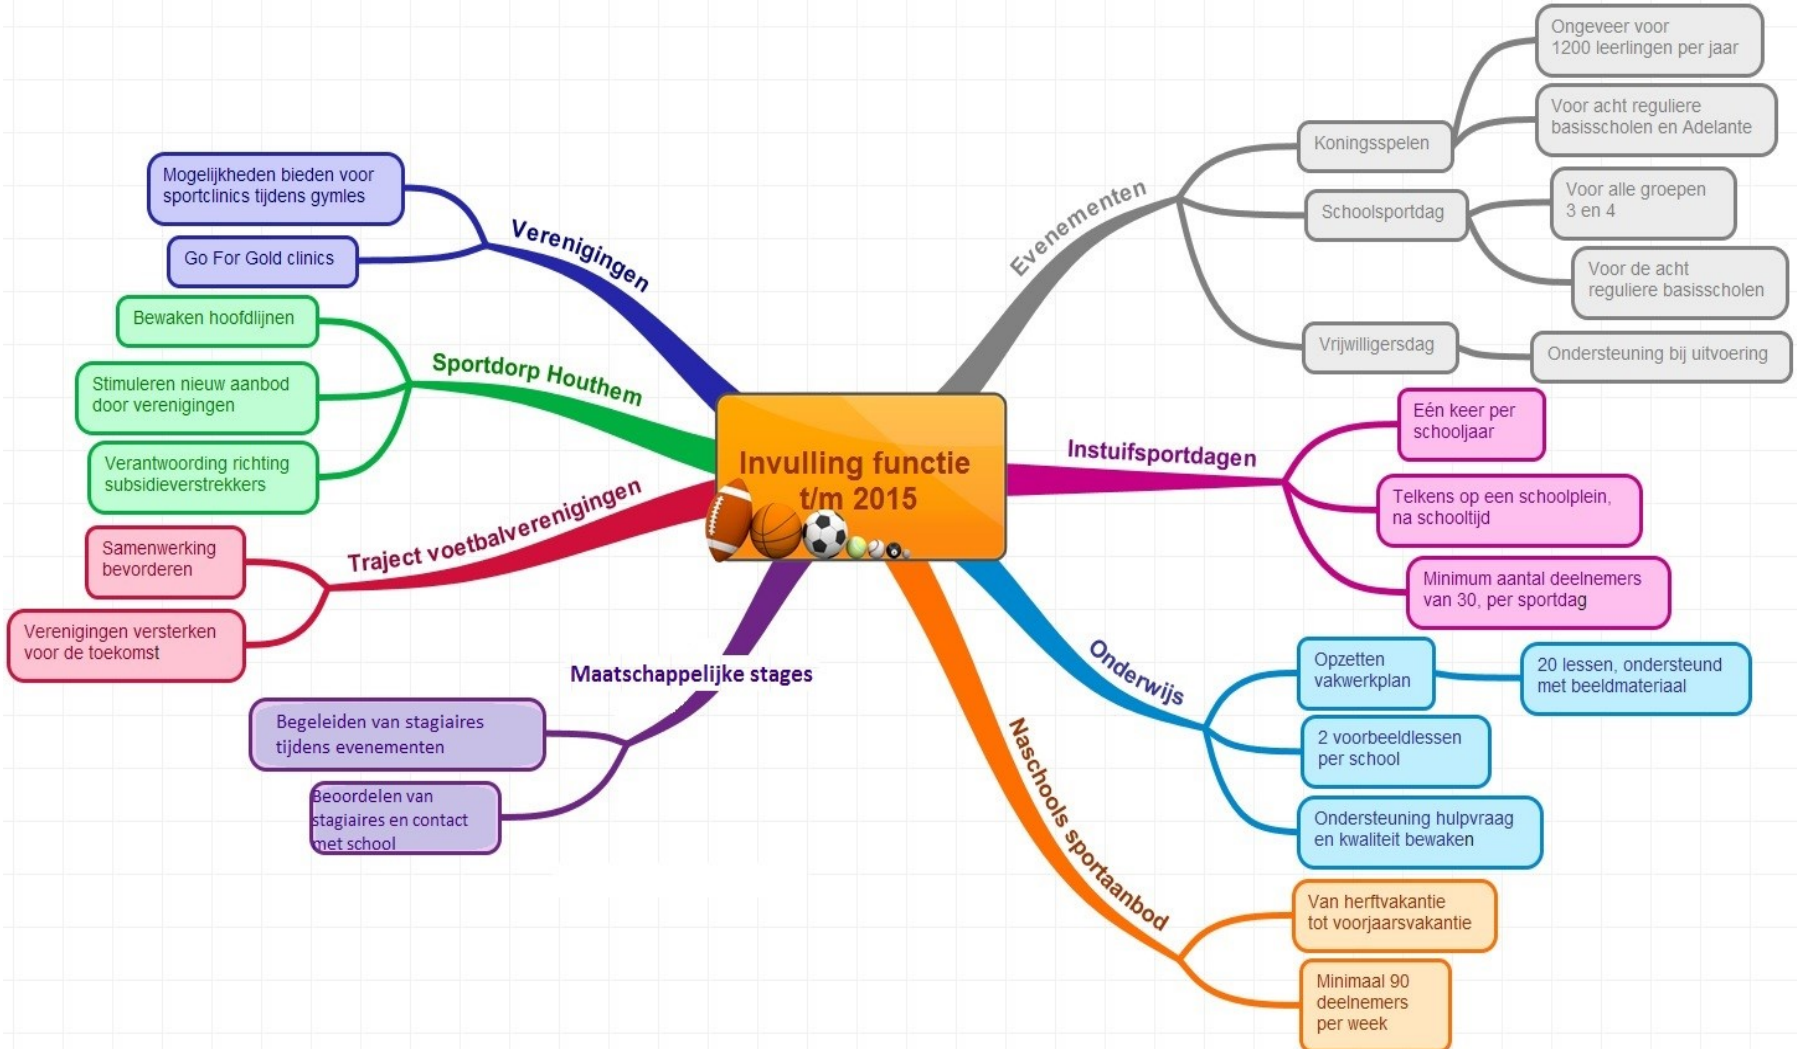 Invulling functie
t/m 2015
Verenigingen
Mogelijkheden bieden voor
sportclinics tijdens gymles
Go For Gold clinics
Sportdorp Houthem
Bewaken hoofdlijnen
Stimuleren nieuw aanbod
door verenigingen
Verantwoording richting
subsidieverstrekkers
Traject voetbalverenigingen
Samenwerking
bevorderen
Verenigingen versterken
voor de toekomst
Maatschappelijke stages
Begeleiden van stagiaires
tijdens evenementen
Beoordelen van
stagiaires en contact
met school
Evenementen
Koningsspelen
Ongeveer voor
1200 leerlingen per jaar
Voor acht reguliere
basisscholen en Adelante
Schoolsportdag
Voor alle groepen
3 en 4
Voor de acht
reguliere basisscholen
Vrijwilligersdag
Ondersteuning bij uitvoering
Instuifsportdagen
Eén keer per
schooljaar
Telkens op een schoolplein,
na schooltijd
Minimum aantal deelnemers
van 30, per sportdag
Onderwijs
Opzetten
vakwerkplan
20 lessen, ondersteund
met beeldmateriaal
2 voorbeeldlessen
per school
Ondersteuning hulpvraag
en kwaliteit bewaken
Naschools sportaanbod
Van herftvakantie
tot voorjaarsvakantie
Minimaal 90
deelnemers
per week